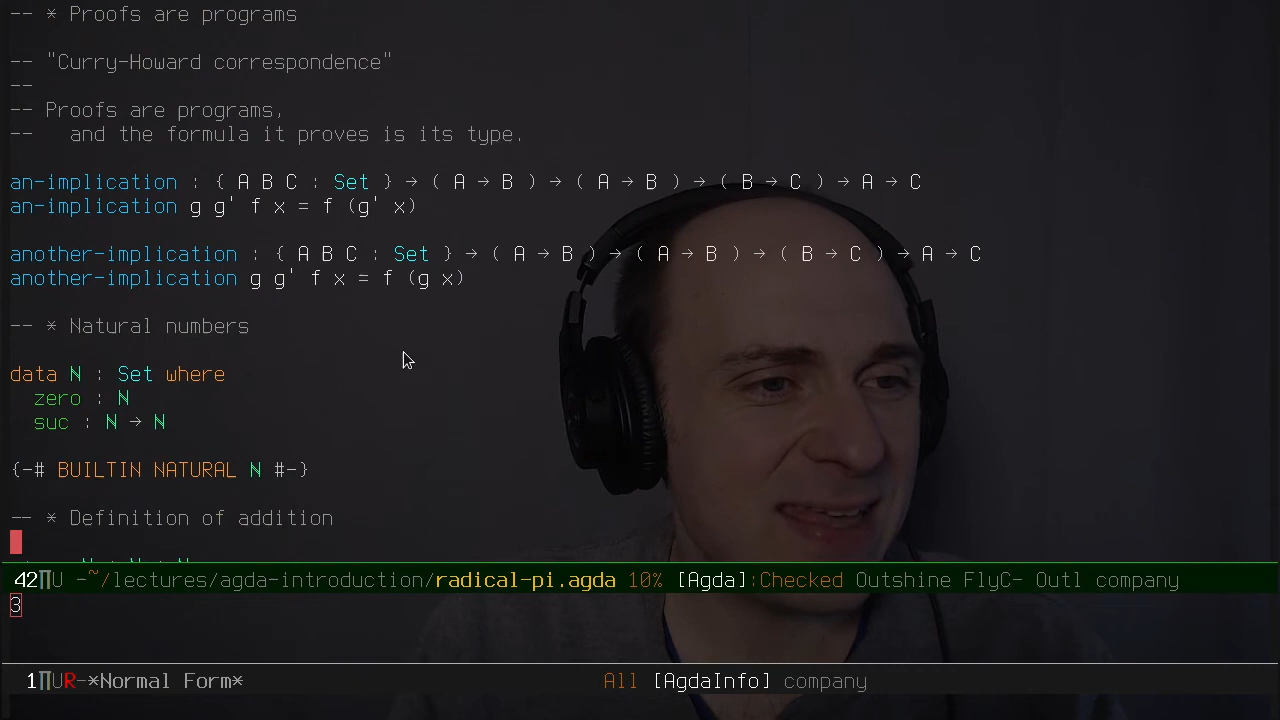 -- * Proofs are programs
-- "Curry-Howard correspondence"
--
-- Proofs are programs,
--   and the formula it proves is its type.
an-implication : { A B C : Set } → ( A → B ) → ( A → B ) → ( B → C ) → A → C
an-implication g g' f x = f (g' x)
another-implication : { A B C : Set } → ( A → B ) → ( A → B ) → ( B → C ) → A → C
another-implication g g' f x = f (g x)
-- * Natural numbers
data N : Set where
  zero : N
  suc : N → N
{-# BUILTIN NATURAL N #-}
-- * Definition of addition
42∏U -~/lectures/agda-introduction/radical-pi.agda 10% [Agda]:Checked Outshine FlyC- Outl company
3
1∏UR-*Normal Form* All [AgdaInfo] company